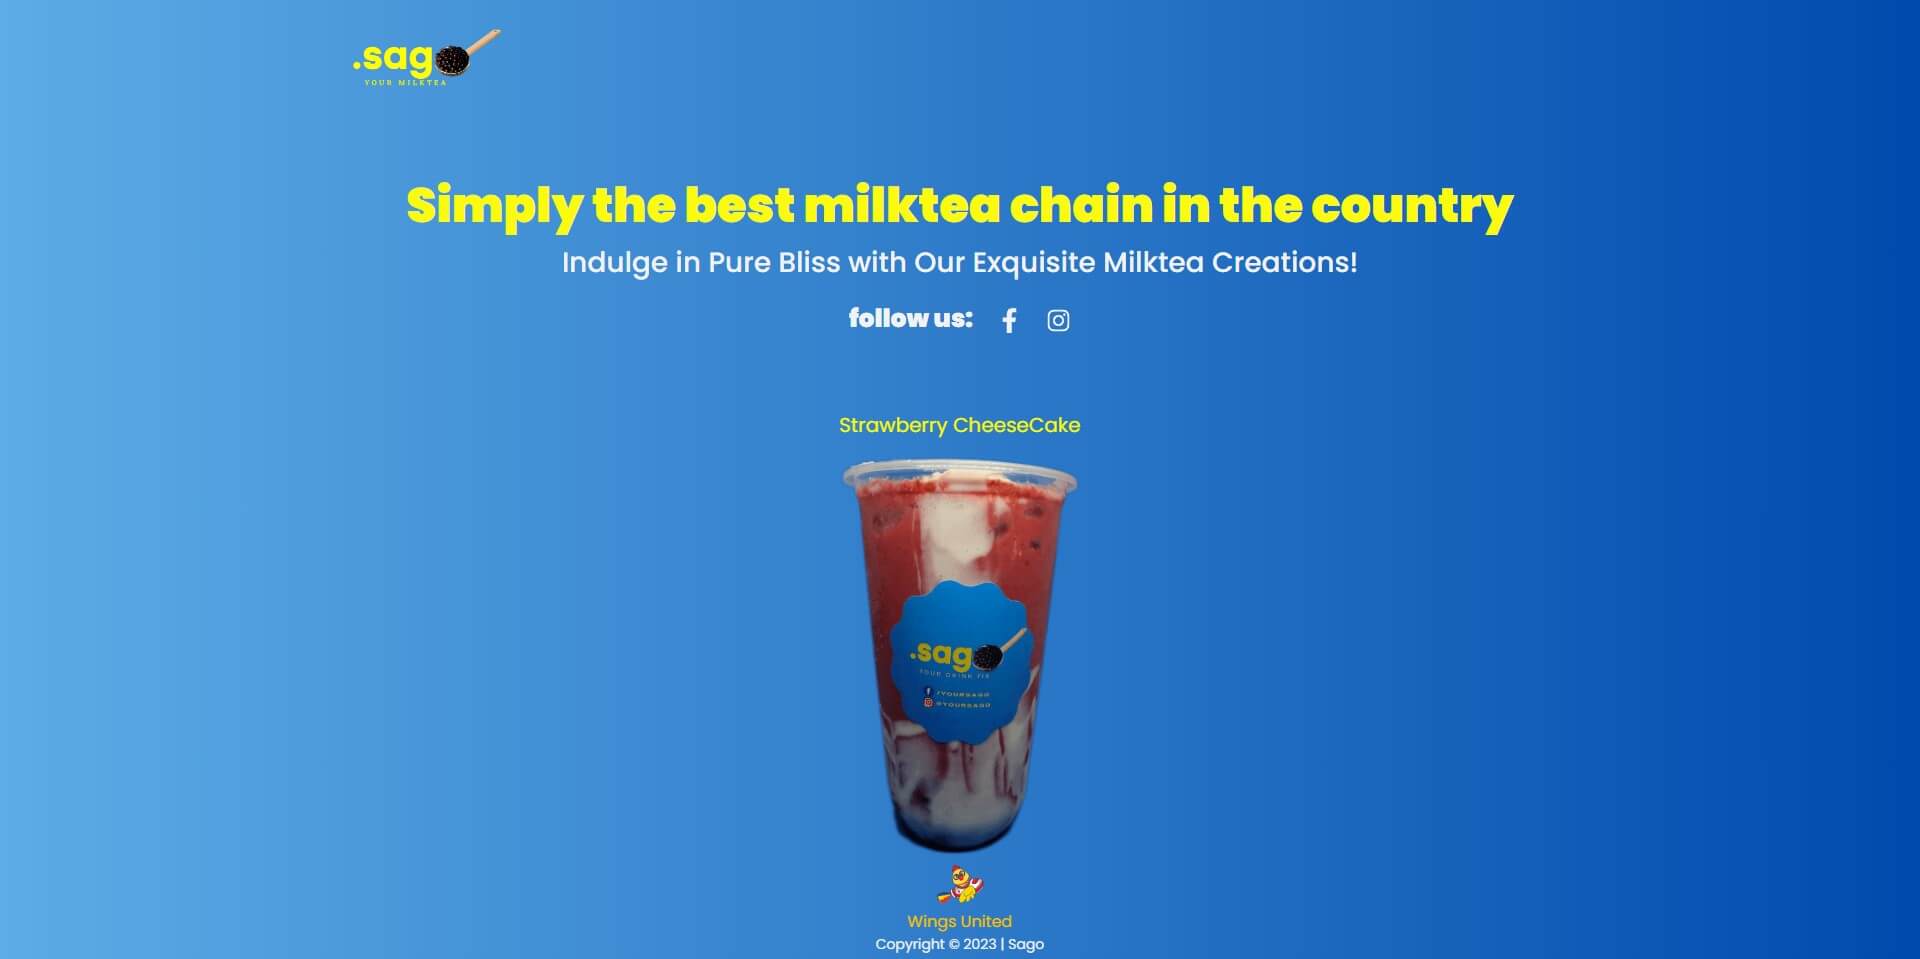 .sago
YOUR MILKTEA
Simply the best milktea chain in the country
Indulge in Pure Bliss with Our Exquisite Milktea Creations!
follow us:
Strawberry CheeseCake
.sago
YOUR DRINK FIX
/YOURSAGO
@YOURSAGO
Wings United
Copyright © 2023 | Sago